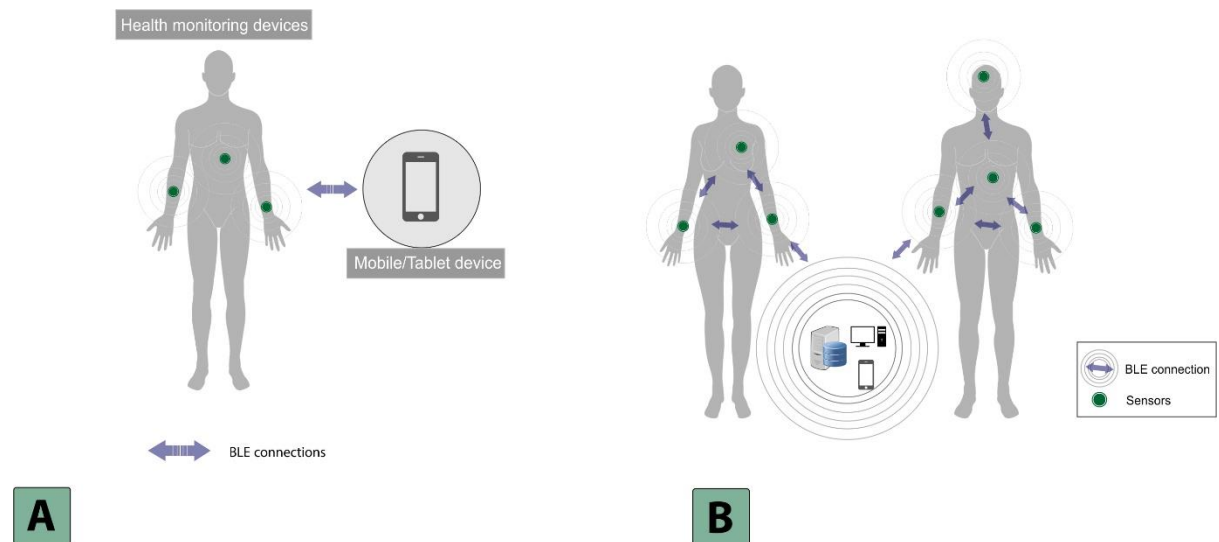 Health monitoring devices
Mobile/Tablet device
BLE connections
A
BLE connection
Sensors
B